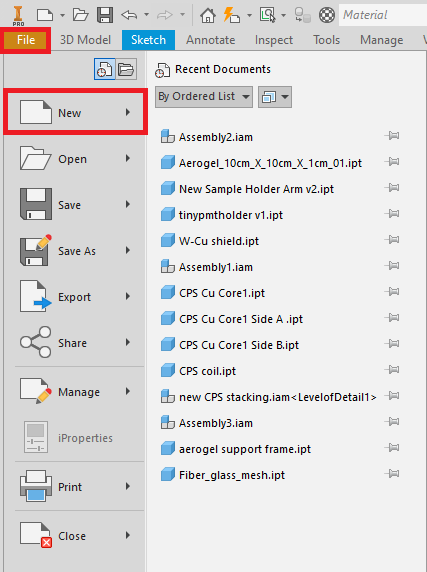 I
PRO
Material
File
3D Model
Sketch
Annotate
Inspect
Tools
Manage
View
Recent Documents
By Ordered List
New
Open
Save
Save As
Export
Share
Manage
iProperties
Print
Close
Assembly2.iam
Aerogel_10cm_X_10cm_X_1cm_01.ipt
New Sample Holder Arm v2.ipt
tinypmtholder v1.ipt
W-Cu shield.ipt
Assembly1.iam
CPS Cu Core1.ipt
CPS Cu Core1 Side A .ipt
CPS Cu Core1 Side B.ipt
CPS coil.ipt
new CPS stacking.iam<LevelofDetail1>
Assembly3.iam
aerogel support frame.ipt
Fiber_glass_mesh.ipt